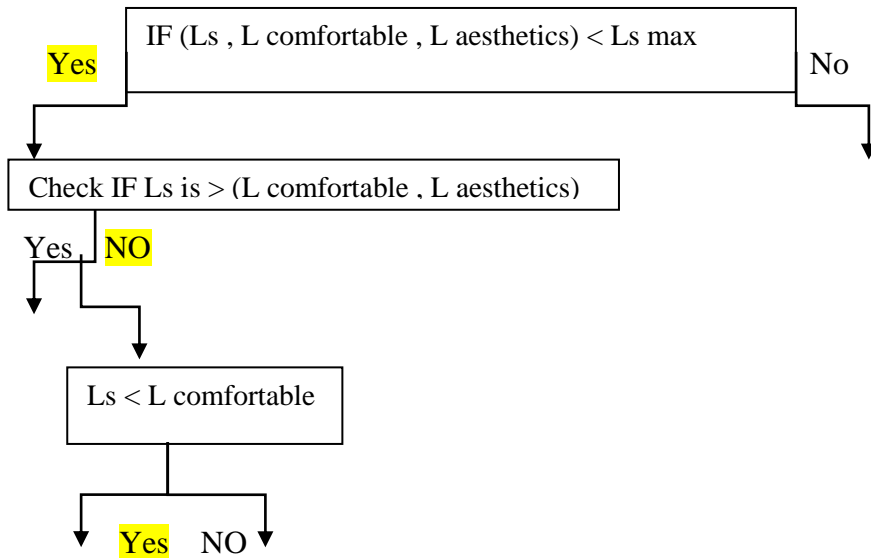 IF (Ls , L comfortable , L aesthetics) < Ls max
Yes
No
Check IF Ls is > (L comfortable , L aesthetics)
Yes NO
Ls < L comfortable
Yes NO